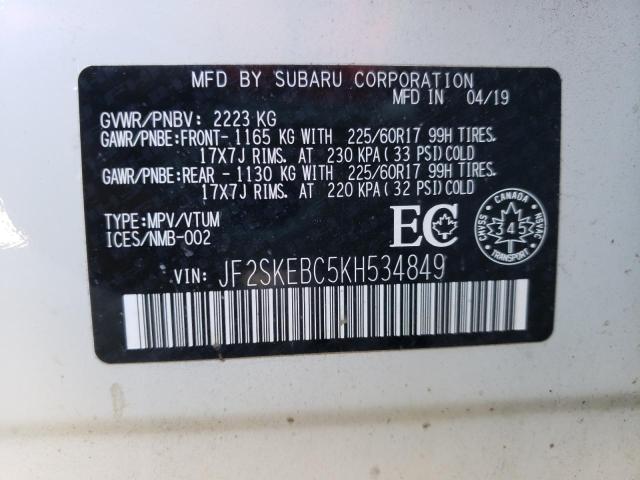 MFD BY SUBARU CORPORATION
MFD IN 04/19
GVWR/PNBV: 2223 KG
GAWR/PNBE:FRONT-1165 KG WITH 225/60R17 99H TIRES.
17X7J RIMS. AT 230 KPA(33 PSI)COLD
GAWR/PNBE:REAR -1130 KG WITH 225/60R17 99H TIRES.
17X7J RIMS. AT 220 KPA(32 PSI)COLD
TYPE:MPV/VTUM
ICES/NMB-002
EC
CANADA
CMVSS
345
NSVAC
TRANSPORT
VIN: JF2SKEBC5KH534849